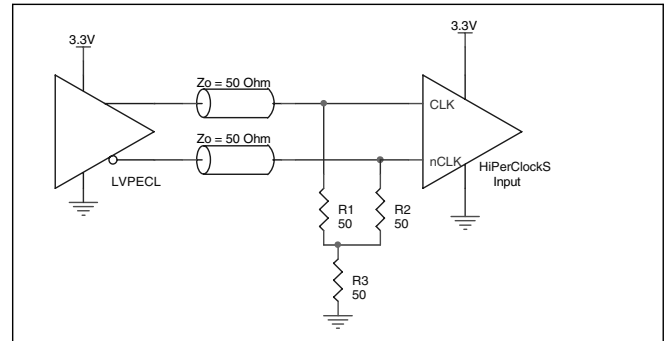 3.3V
3.3V
Zo = 50 Ohm
CLK
Zo = 50 Ohm
nCLK
HiPerClockS
Input
LVPECL
R1
50
R2
50
R3
50